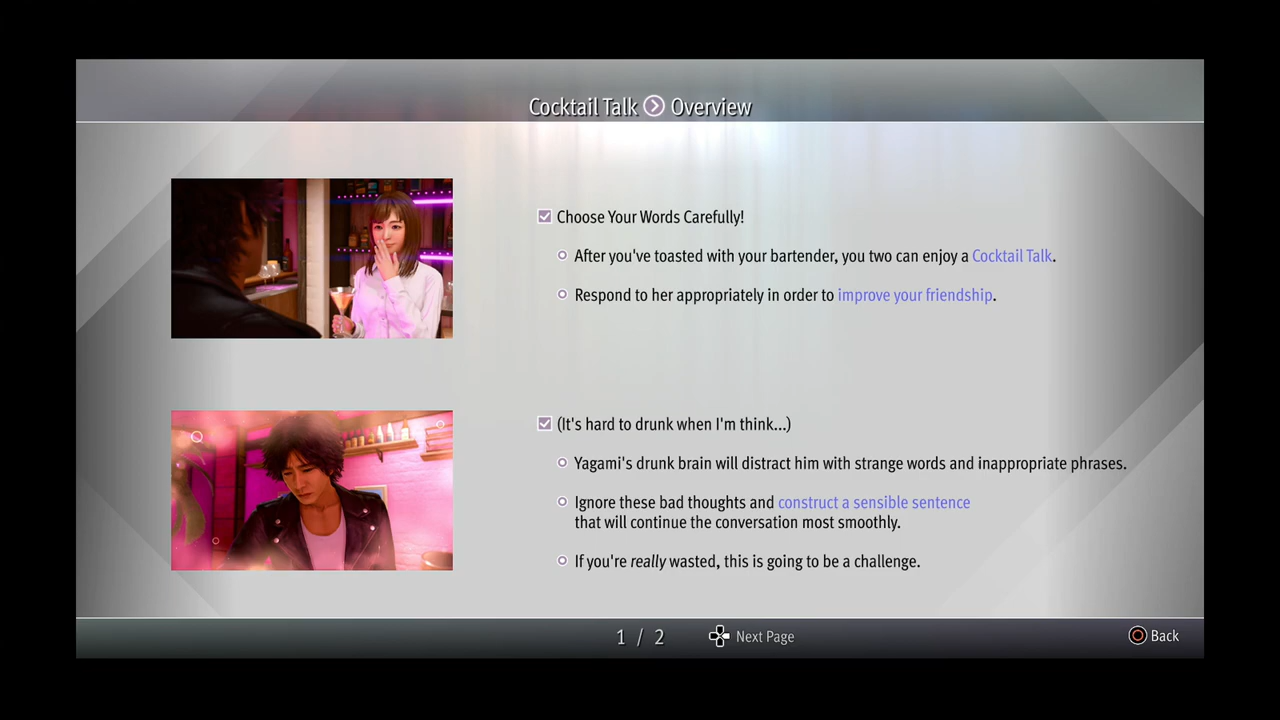 Cocktail Talk Overview
Choose Your Words Carefully!
After you've toasted with your bartender, you two can enjoy a Cocktail Talk.
Respond to her appropriately in order to improve your friendship.
(It's hard to drunk when I'm think...)
Yagami's drunk brain will distract him with strange words and inappropriate phrases.
Ignore these bad thoughts and construct a sensible sentence
that will continue the conversation most smoothly.
If you're really wasted, this is going to be a challenge.
1 / 2 Next Page
Back